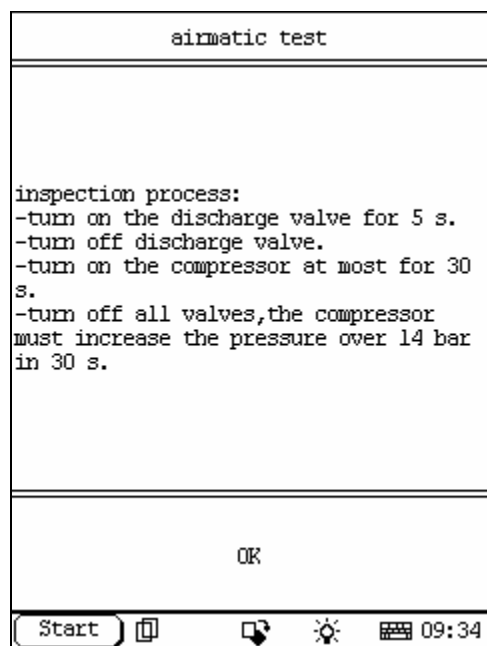 airmatic test
inspection process:
-turn on the discharge valve for 5 s.
-turn off discharge valve.
-turn on the compressor at most for 30
s.
-turn off all valves,the compressor
must increase the pressure over 14 bar
in 30 s.
OK
Start 09:34